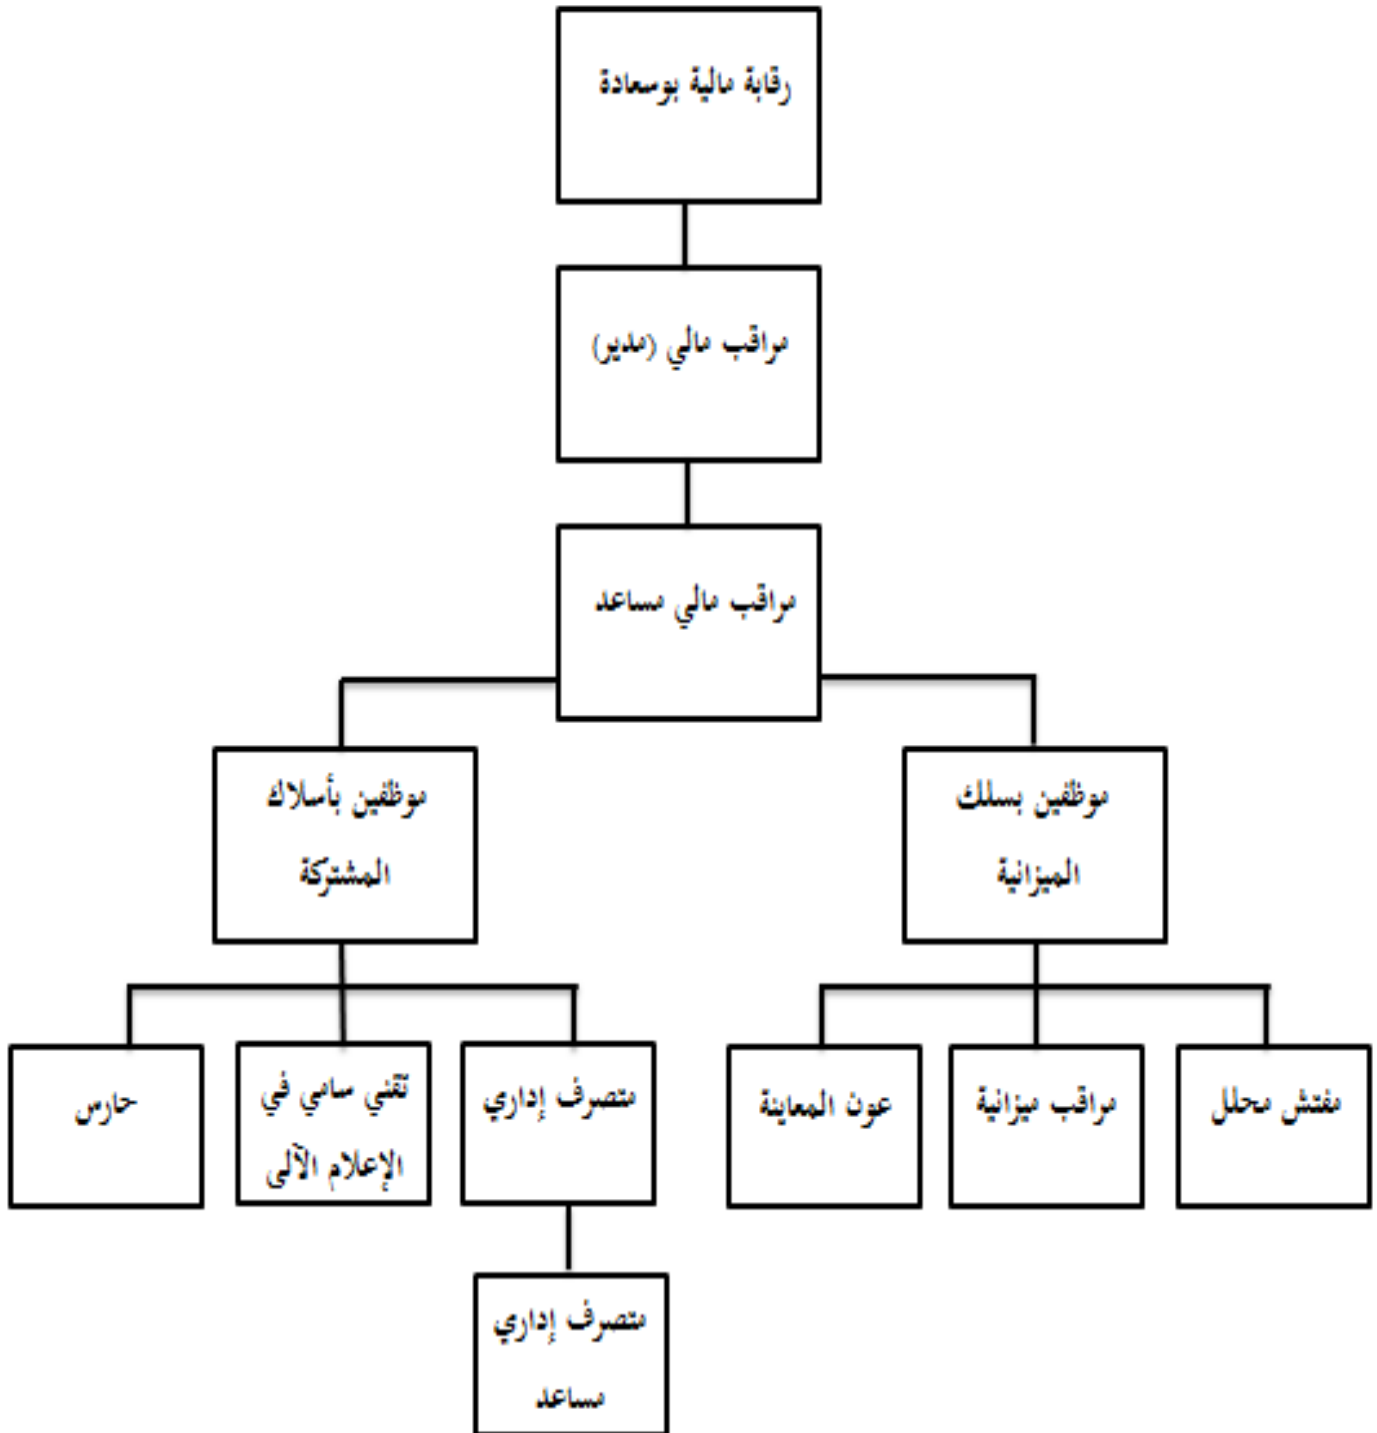 رقابة مالية بوسعادة
مراقب مالي (مدير)
مراقب مالي مساعد
موظفين بسلك
الميزانية
موظفين بأسلاك
المشتركة
مفتش محلل
مراقب ميزانية
عون المعاينة
متصرف إداري
تقني سامي في
الإعلام الآلى
حارس
متصرف إداري
مساعد